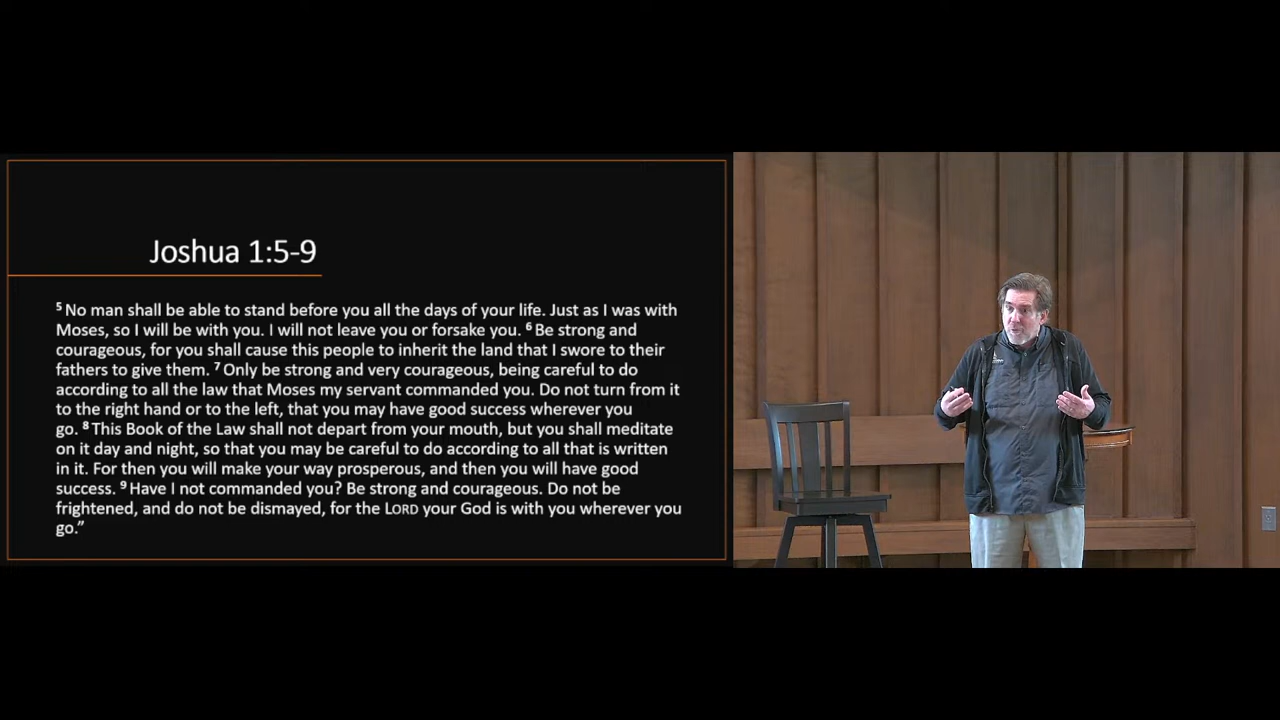 Joshua 1:5-9
⁵ No man shall be able to stand before you all the days of your life. Just as I was with
Moses, so I will be with you. I will not leave you or forsake you. ⁶ Be strong and
courageous, for you shall cause this people to inherit the land that I swore to their
fathers to give them. ⁷ Only be strong and very courageous, being careful to do
according to all the law that Moses my servant commanded you. Do not turn from it
to the right hand or to the left, that you may have good success wherever you
go. ⁸ This Book of the Law shall not depart from your mouth, but you shall meditate
on it day and night, so that you may be careful to do according to all that is written
in it. For then you will make your way prosperous, and then you will have good
success. ⁹ Have I not commanded you? Be strong and courageous. Do not be
frightened, and do not be dismayed, for the LORD your God is with you wherever you
go.”